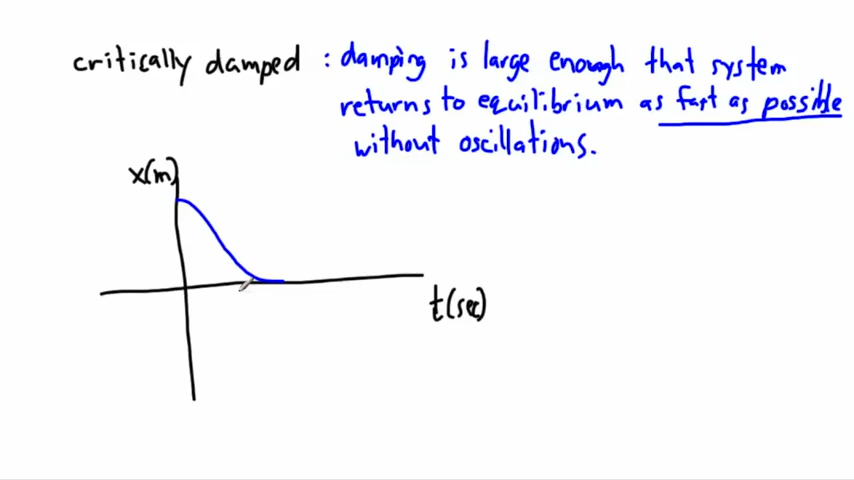 critically damped : damping is large enough that system
returns to equilibrium as fast as possible
without oscillations.
x(m)
t(sec)